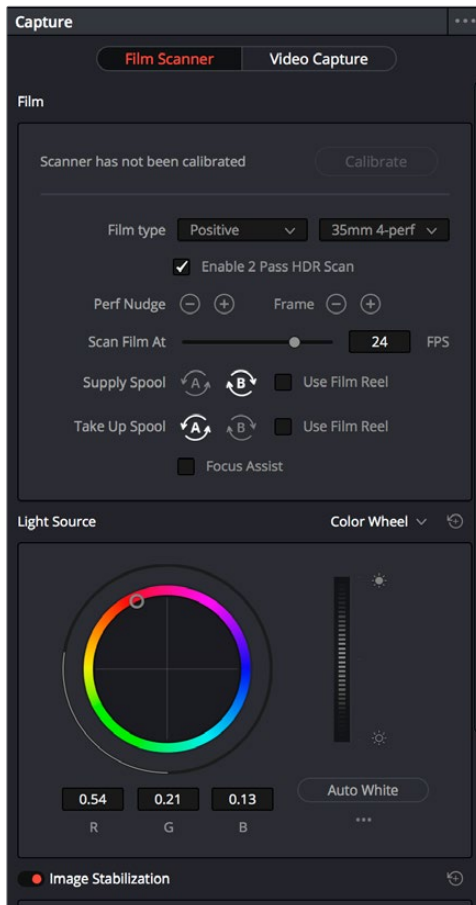 Capture
Film Scanner Video Capture
Film
Scanner has not been calibrated Calibrate
Film type Positive 35mm 4-perf
Enable 2 Pass HDR Scan
Perf Nudge Frame
Scan Film At 24 FPS
Supply Spool A B Use Film Reel
Take Up Spool A B Use Film Reel
Focus Assist
Light Source Color Wheel
0.54 0.21 0.13 Auto White
R G B
Image Stabilization